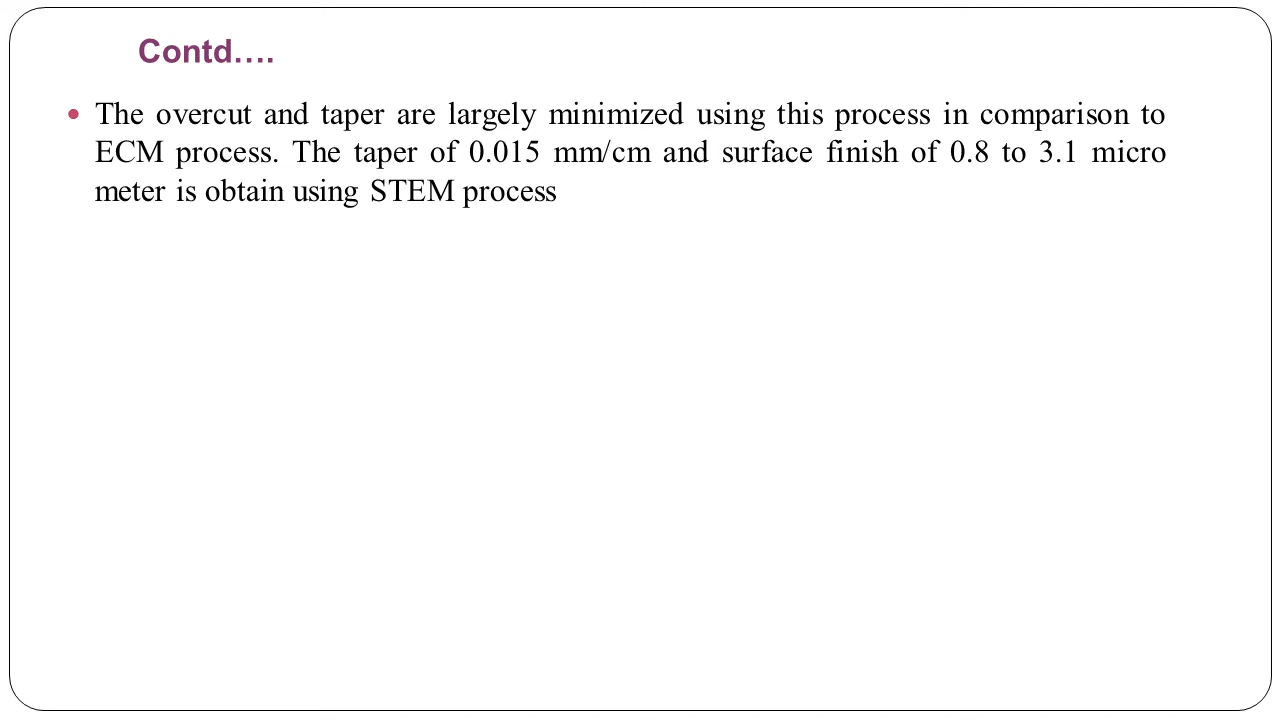 Contd….
The overcut and taper are largely minimized using this process in comparison to
ECM process. The taper of 0.015 mm/cm and surface finish of 0.8 to 3.1 micro
meter is obtain using STEM process